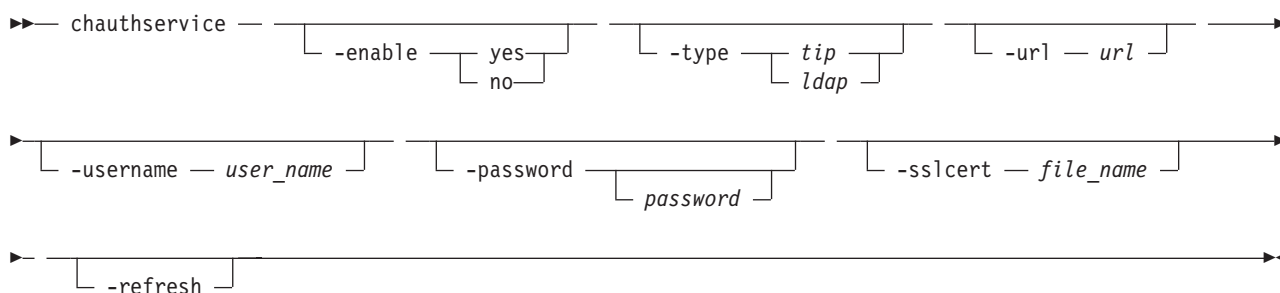 chauthservice
-enable yes -type tip -url url
no ldap
-username user_name -password -sslcert file_name
password
-refresh